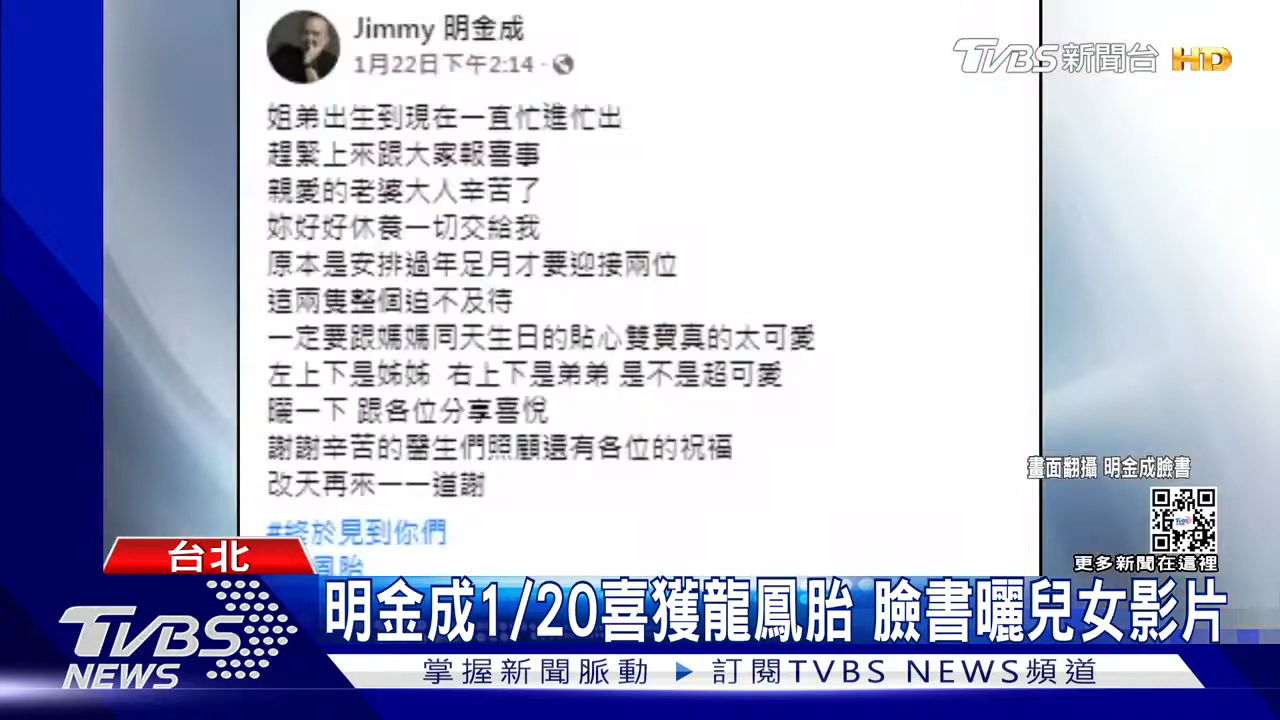 Jimmy 明金成
1月22日下午2:14
TVBS新聞台 HD
姐弟出生到現在一直忙進忙出
趕緊上來跟大家報喜事
親愛的老婆大人辛苦了
妳好好休養一切交給我
原本是安排過年足月才要迎接兩位
這兩隻整個迫不及待
一定要跟媽媽同天生日的貼心雙寶真的太可愛
左上下是姊姊 右上下是弟弟 是不是超可愛
曬一下 跟各位分享喜悅
謝謝辛苦的醫生們照顧還有各位的祝福
改天再來一一道謝
#終於見到你們
鳳胎
畫面翻攝 明金成臉書
更多新聞在這裡
台北
明金成1/20喜獲龍鳳胎 臉書曬兒女影片
TVBS
NEWS
掌握新聞脈動 ▶ 訂閱TVBS NEWS頻道